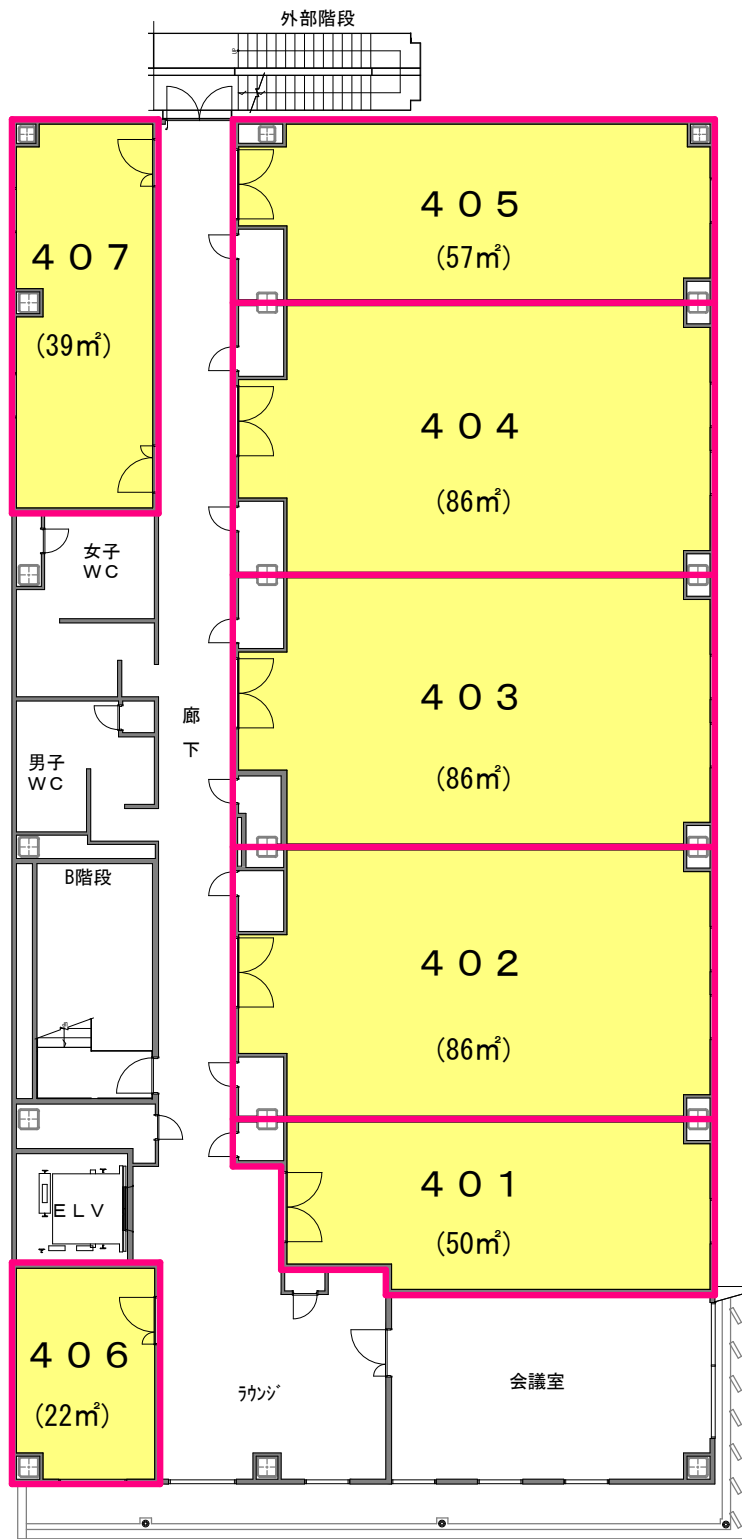 外部階段
４０５
(57㎡)
４０７
(39㎡)
４０４
(86㎡)
女子
ＷＣ
４０３
(86㎡)
廊
下
男子
ＷＣ
B階段
４０２
(86㎡)
４０１
(50㎡)
ＥＬＶ
４０６
(22㎡)
ﾗｳﾝｼﾞ
会議室